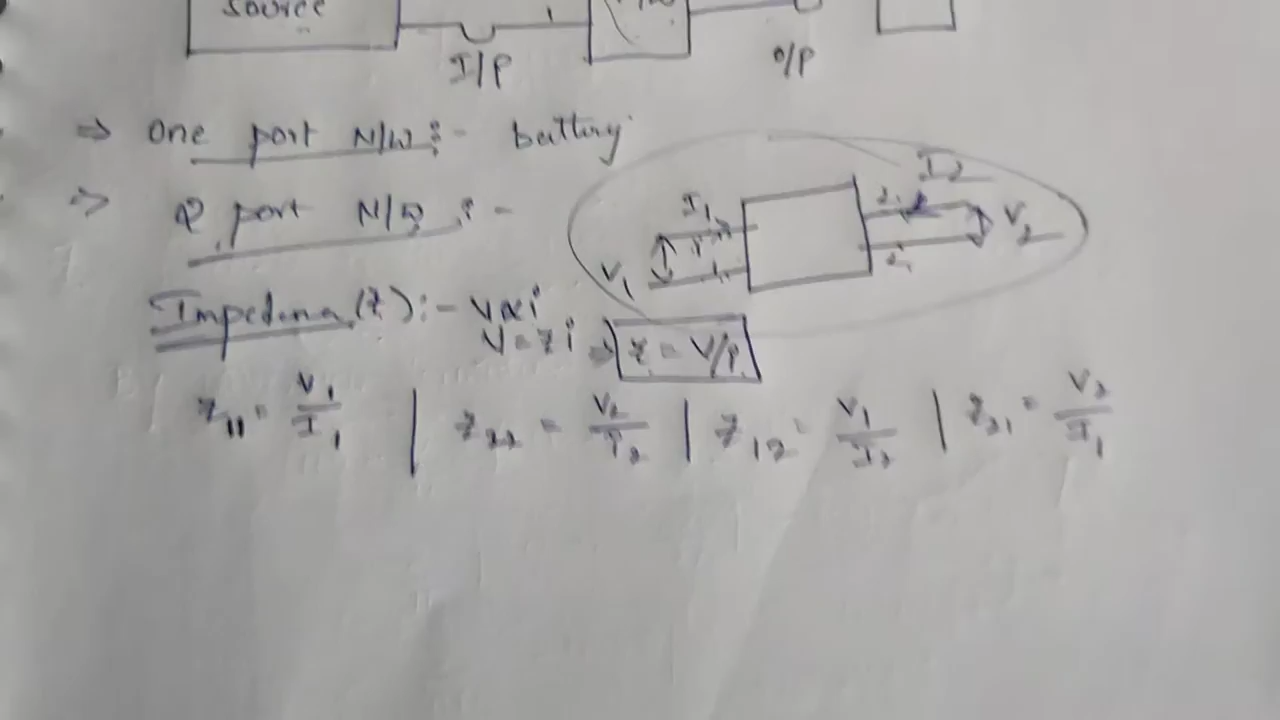 source
I/P
O/P
⇒ One port N/W :- battery
⇒ 2 port N/W :-
I1 I2
V1 V2
Impedana (Z) :- V∝i
V = Zi ⇒ Z = V/i
Z11 = V1/I1 | Z22 = V2/I2 | Z12 = V1/I2 | Z21 = V2/I1